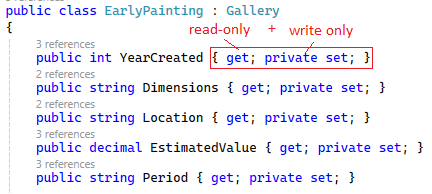 public class EarlyPainting : Gallery
read-only + write only
{
3 references
public int YearCreated { get; private set; }
2 references
public string Dimensions { get; private set; }
2 references
public string Location { get; private set; }
3 references
public decimal EstimatedValue { get; private set; }
3 references
public string Period { get; private set; }